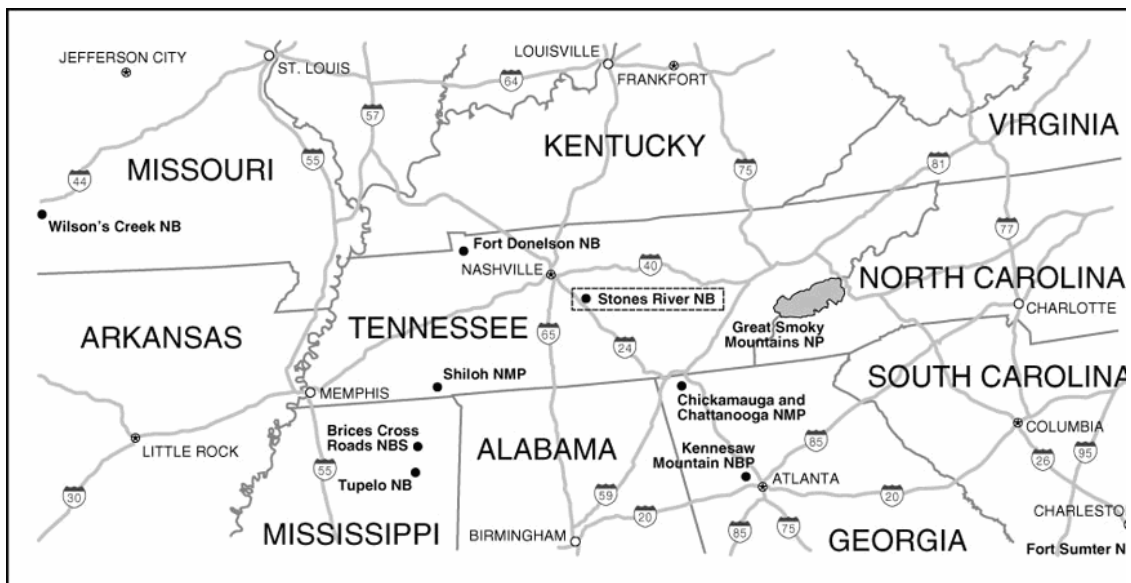 JEFFERSON CITY
ST. LOUIS
LOUISVILLE
FRANKFORT
64
57
VIRGINIA
KENTUCKY
MISSOURI
55
75
81
44
Wilson's Creek NB
77
Fort Donelson NB
NASHVILLE
40
NORTH CAROLINA
Stones River NB
CHARLOTTE
ARKANSAS
TENNESSEE
65
24
Great Smoky
Mountains NP
Shiloh NMP
MEMPHIS
SOUTH CAROLINA
Chickamauga and
Chattanooga NMP
COLUMBIA
LITTLE ROCK
Brices Cross
Roads NBS
ALABAMA
85
Kennesaw
Mountain NBP
95
26
55
Tupelo NB
ATLANTA
30
59
20
20
CHARLESTO
MISSISSIPPI
BIRMINGHAM
85
75
GEORGIA
Fort Sumter N